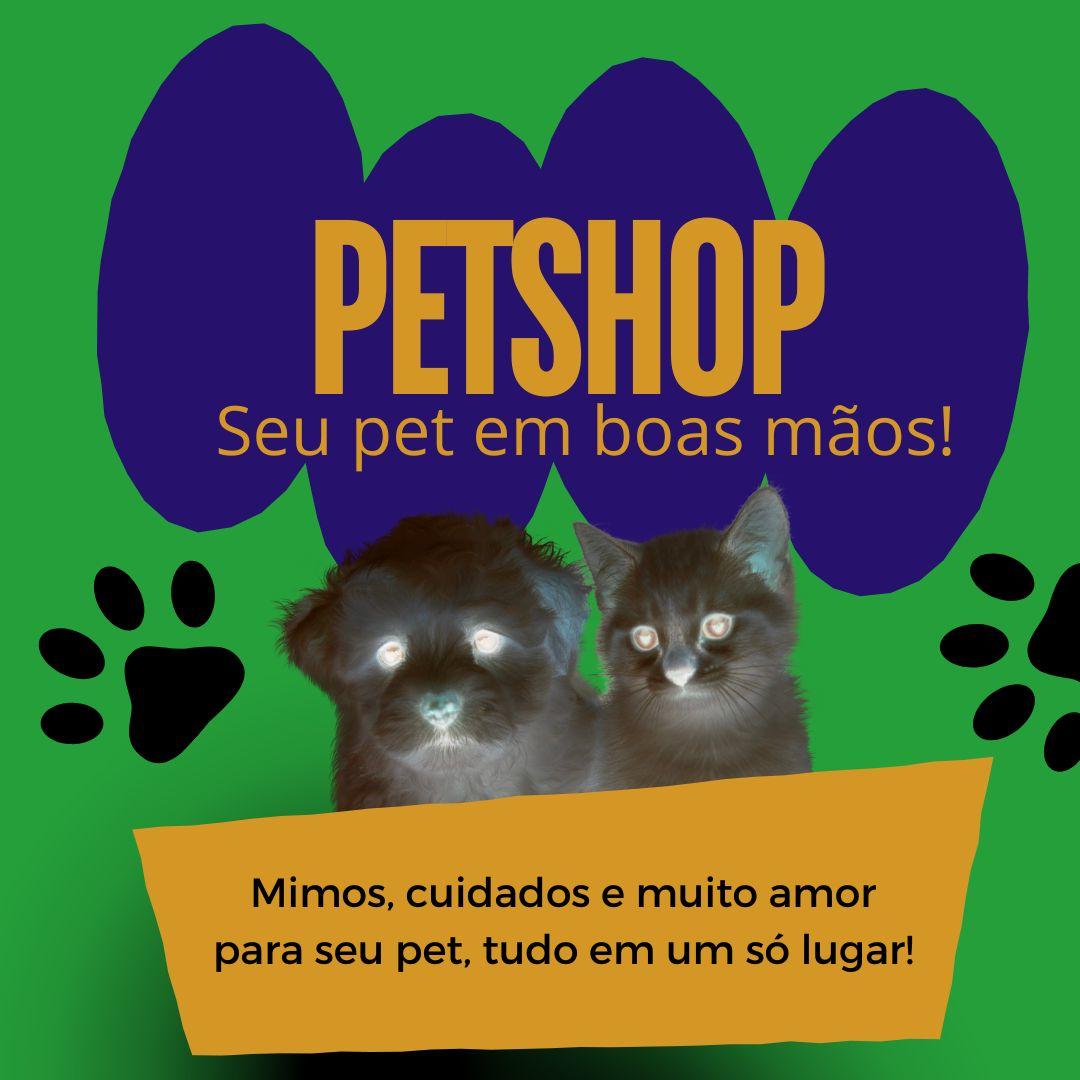 PETSHOP
Seu pet em boas mãos!
Mimos, cuidados e muito amor
para seu pet, tudo em um só lugar!